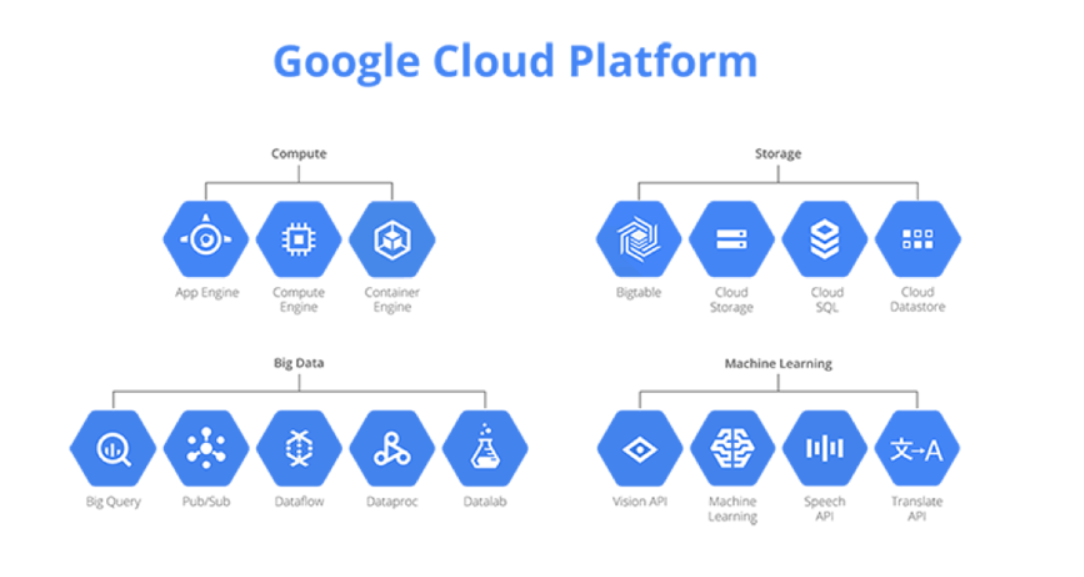 Google Cloud Platform
Compute
App Engine
Compute
Engine
Container
Engine
Storage
Bigtable
Cloud
Storage
Cloud
SQL
Cloud
Datastore
Big Data
Big Query
Pub/Sub
Dataflow
Dataproc
Datalab
Machine Learning
Vision API
Machine
Learning
Speech
API
文→A
Translate
API